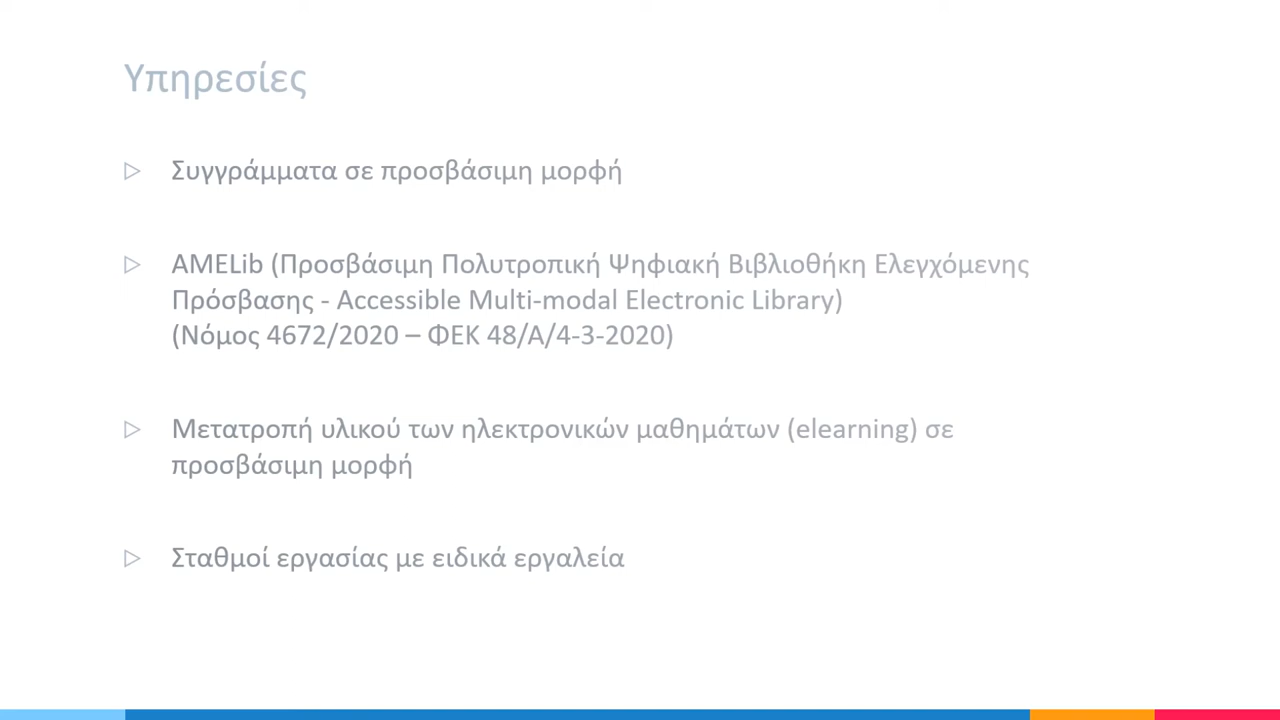 Υπηρεσίες
Συγγράμματα σε προσβάσιμη μορφή
AMELib (Προσβάσιμη Πολυτροπική Ψηφιακή Βιβλιοθήκη Ελεγχόμενης
Πρόσβασης - Accessible Multi-modal Electronic Library)
(Νόμος 4672/2020 – ΦΕΚ 48/Α/4-3-2020)
Μετατροπή υλικού των ηλεκτρονικών μαθημάτων (elearning) σε
προσβάσιμη μορφή
Σταθμοί εργασίας με ειδικά εργαλεία